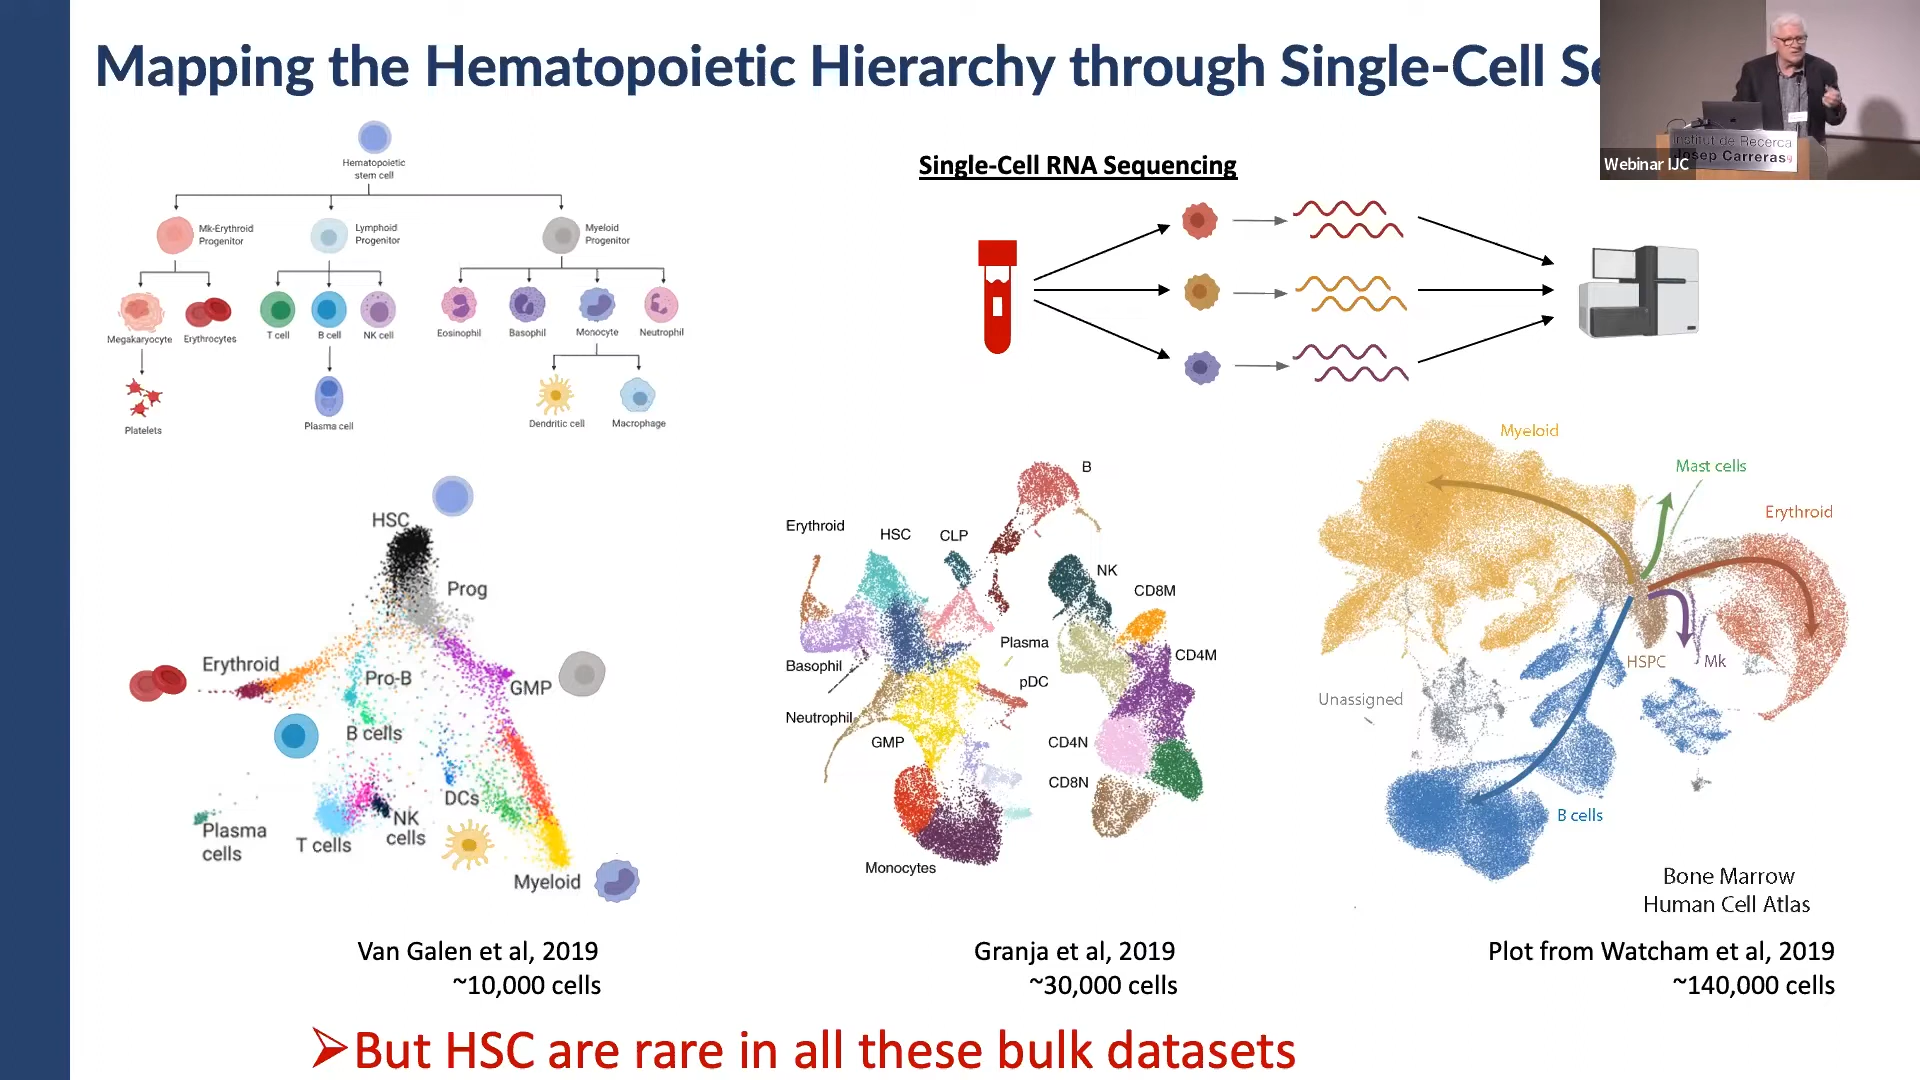 Mapping the Hematopoietic Hierarchy through Single-Cell
Webinar IJC
Institut de Recerca
Josep Carreras
Hematopoietic
stem cell
Mk-Erythroid
Progenitor
Lymphoid
Progenitor
Myeloid
Progenitor
Megakaryocyte
Erythrocytes
T cell
B cell
NK cell
Eosinophil
Basophil
Monocyte
Neutrophil
Platelets
Plasma cell
Dendritic cell
Macrophage
Single-Cell RNA Sequencing
HSC
Prog
Erythroid
Pro-B
GMP
B cells
DCs
Plasma
cells
T cells
NK
cells
Myeloid
Van Galen et al, 2019
~10,000 cells
B
Erythroid
HSC
CLP
NK
CD8M
Plasma
CD4M
Basophil
pDC
Neutrophil
GMP
CD4N
CD8N
Monocytes
Granja et al, 2019
~30,000 cells
Myeloid
Mast cells
Erythroid
HSPC
Mk
Unassigned
B cells
Bone Marrow
Human Cell Atlas
Plot from Watcham et al, 2019
~140,000 cells
➢But HSC are rare in all these bulk datasets